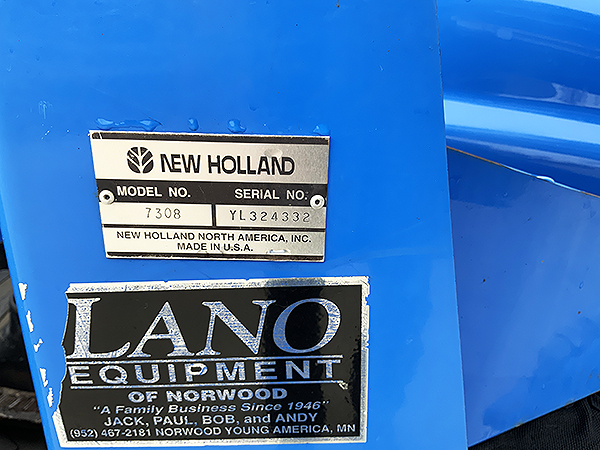 NEW HOLLAND
MODEL NO. SERIAL NO.
7308 YL324332
NEW HOLLAND NORTH AMERICA, INC.
MADE IN U.S.A.
LANO
EQUIPMENT
OF NORWOOD
"A Family Business Since 1946"
JACK, PAUL, BOB, and ANDY
(952) 467-2181 NORWOOD YOUNG AMERICA, MN